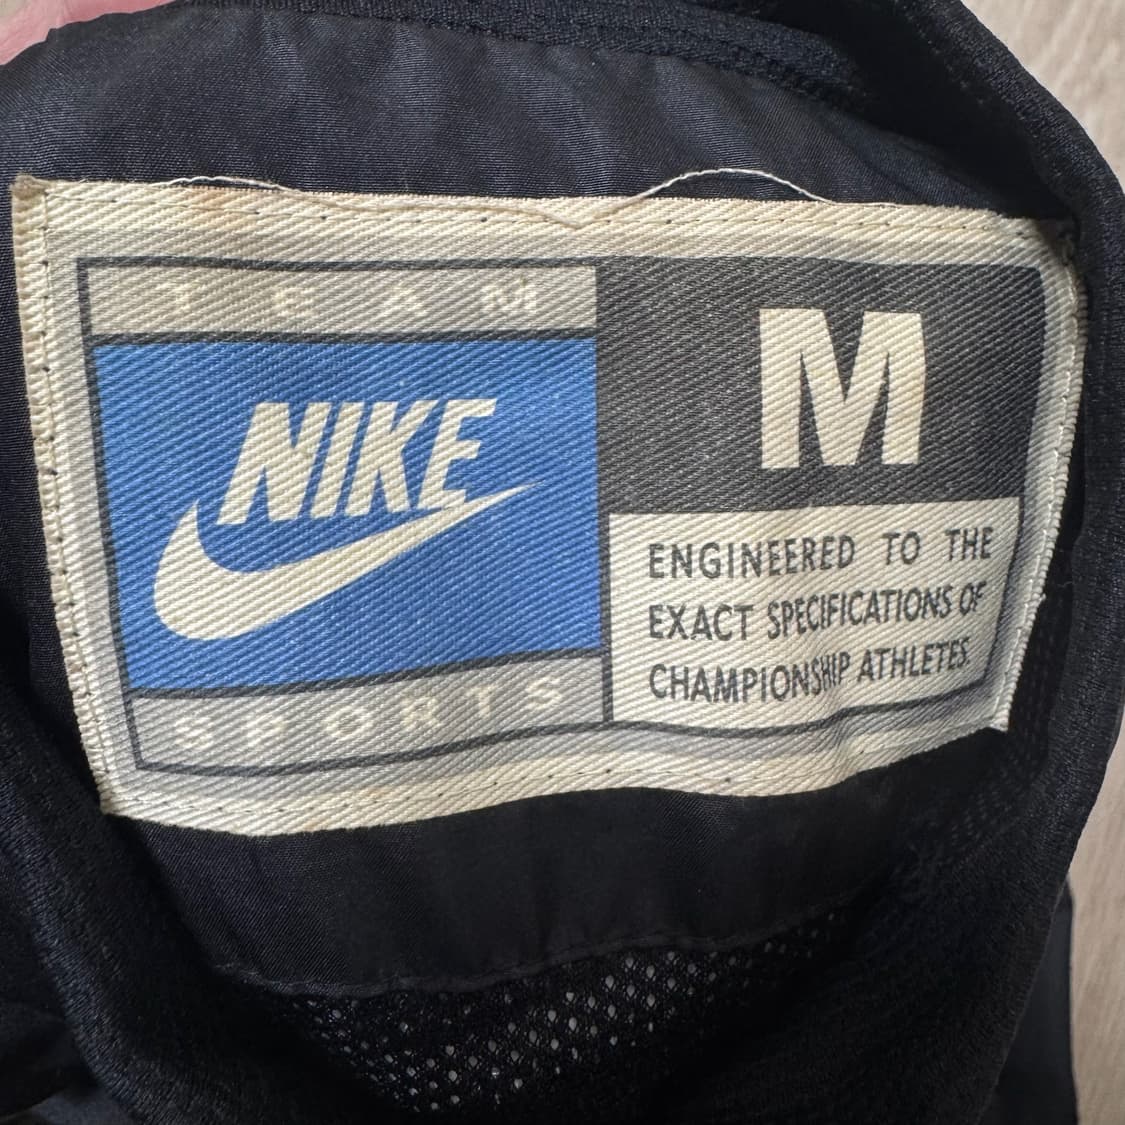 TEAM
NIKE
SPORTS
M
ENGINEERED TO THE
EXACT SPECIFICATIONS OF
CHAMPIONSHIP ATHLETES.